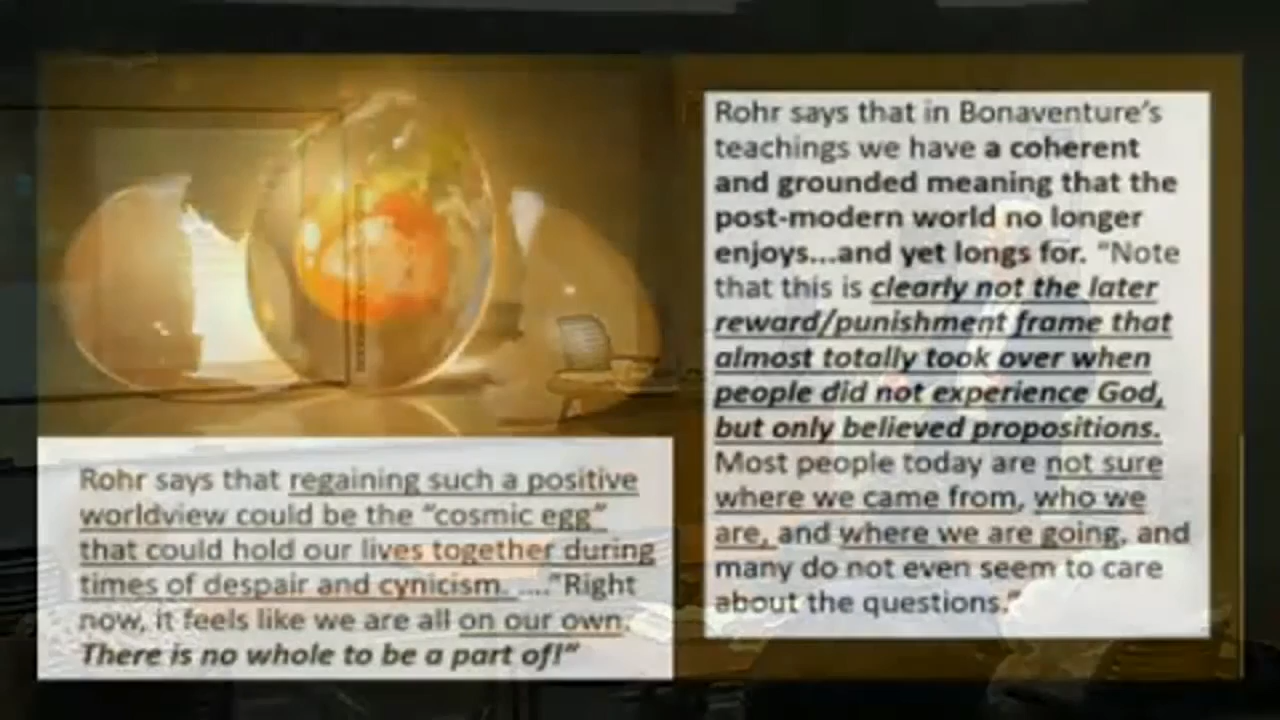 Rohr says that in Bonaventure's
teachings we have a coherent
and grounded meaning that the
post-modern world no longer
enjoys...and yet longs for. "Note
that this is clearly not the later
reward/punishment frame that
almost totally took over when
people did not experience God,
but only believed propositions.
Most people today are not sure
where we came from, who we
are, and where we are going, and
many do not even seem to care
about the questions."
Rohr says that regaining such a positive
worldview could be the "cosmic egg"
that could hold our lives together during
times of despair and cynicism. ...."Right
now, it feels like we are all on our own.
There is no whole to be a part of!"